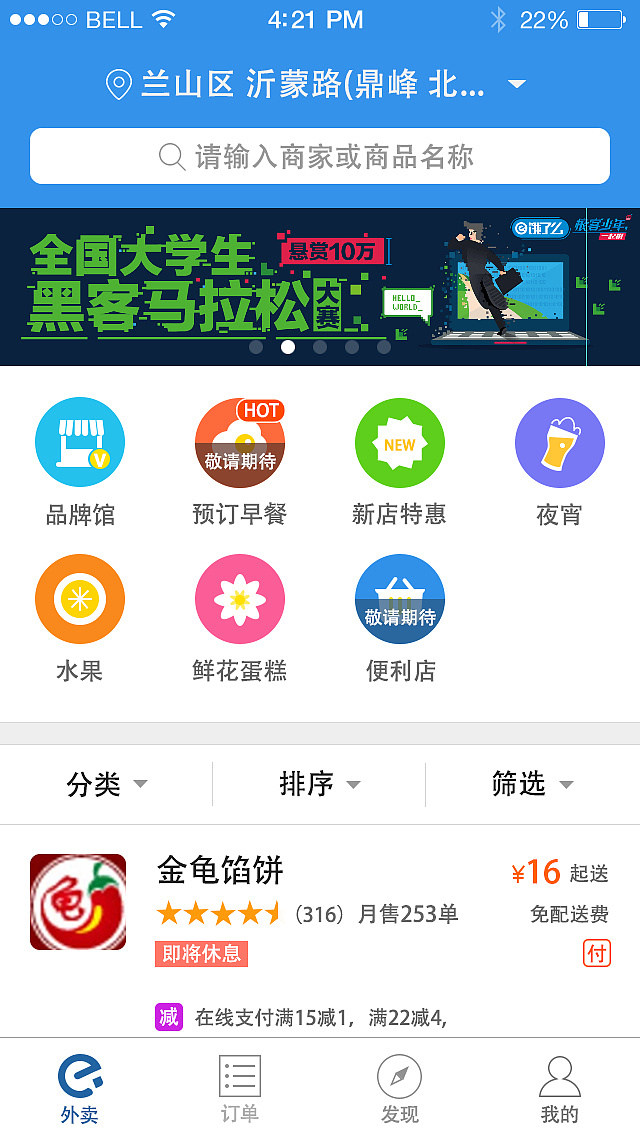 BELL 4:21 PM 22%
兰山区 沂蒙路(鼎峰 北...
请输入商家或商品名称
饿了么
全国大学生 悬赏10万
黑客马拉松大赛
HELLO_
WORLD_
HOT
敬请期待
NEW
V
品牌馆 预订早餐 新店特惠 夜宵
敬请期待
水果 鲜花蛋糕 便利店
分类 排序 筛选
龟
金龟馅饼 ¥16 起送
（316）月售253单 免配送费
即将休息 付
减 在线支付满15减1，满22减4,
外卖 订单 发现 我的